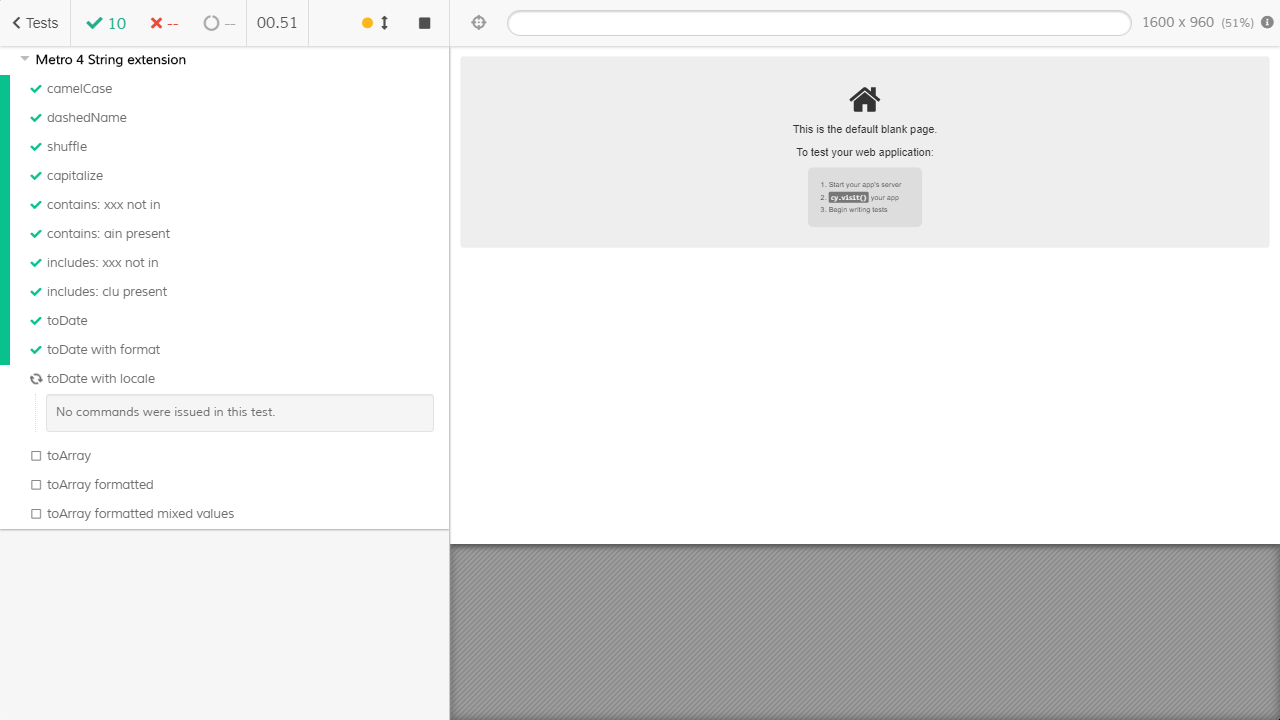 Tests
10
--
--
00.51
1600 x 960 (51%)
Metro 4 String extension
camelCase
dashedName
shuffle
capitalize
contains: xxx not in
contains: ain present
includes: xxx not in
includes: clu present
toDate
toDate with format
toDate with locale
No commands were issued in this test.
toArray
toArray formatted
toArray formatted mixed values
This is the default blank page.
To test your web application:
1. Start your app's server
2. cy.visit() your app
3. Begin writing tests